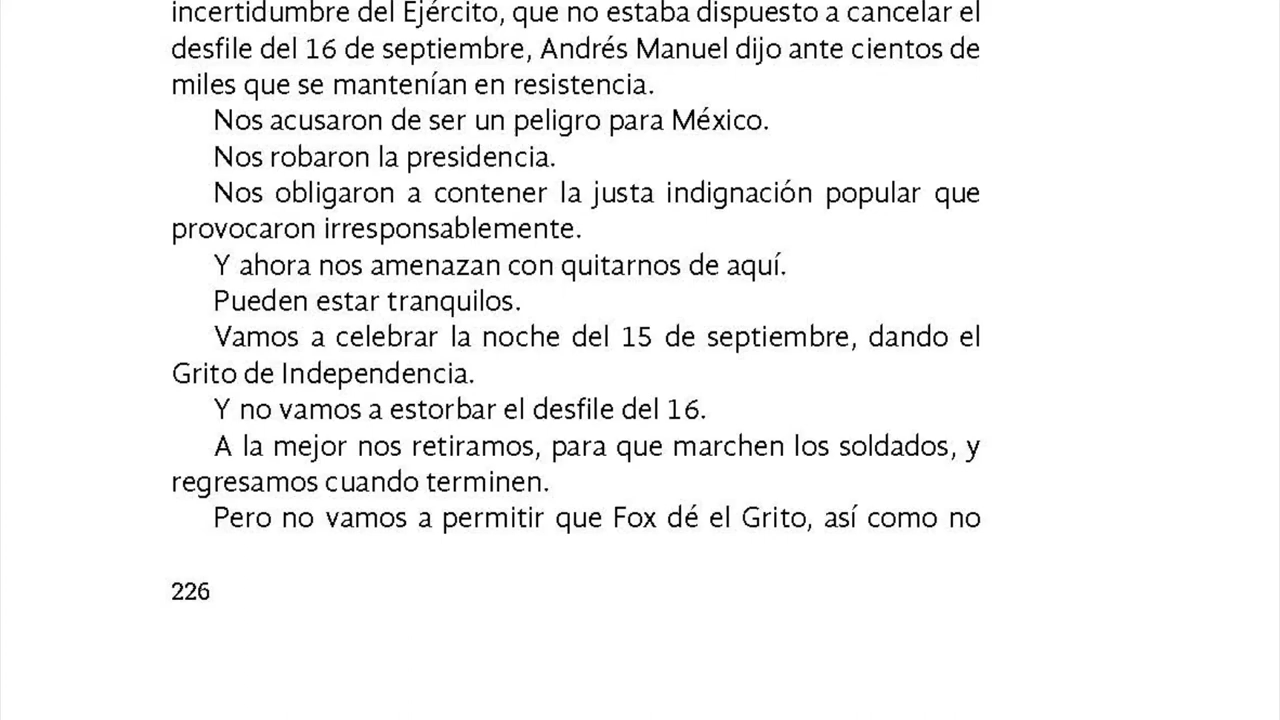 incertidumbre del Ejército, que no estaba dispuesto a cancelar el
desfile del 16 de septiembre, Andrés Manuel dijo ante cientos de
miles que se mantenían en resistencia.
Nos acusaron de ser un peligro para México.
Nos robaron la presidencia.
Nos obligaron a contener la justa indignación popular que
provocaron irresponsablemente.
Y ahora nos amenazan con quitarnos de aquí.
Pueden estar tranquilos.
Vamos a celebrar la noche del 15 de septiembre, dando el
Grito de Independencia.
Y no vamos a estorbar el desfile del 16.
A la mejor nos retiramos, para que marchen los soldados, y
regresamos cuando terminen.
Pero no vamos a permitir que Fox dé el Grito, así como no
226